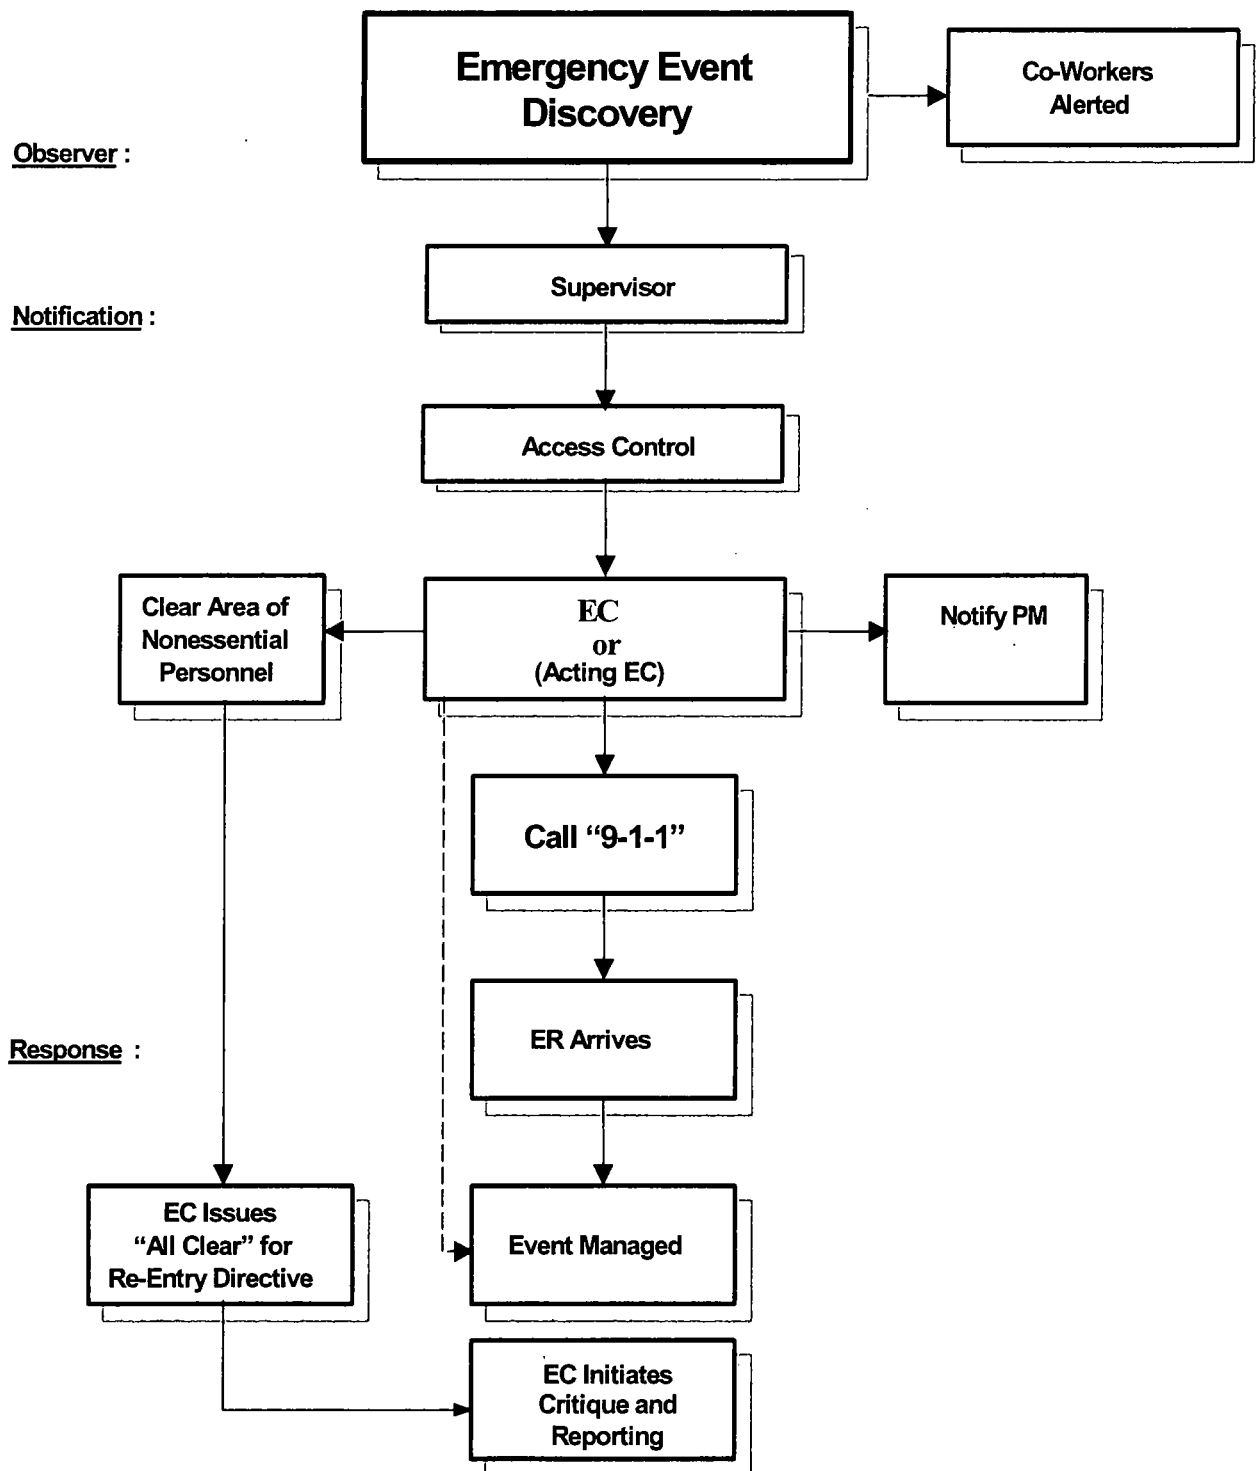 Emergency Event
Discovery
Co-Workers
Alerted
Observer :
Supervisor
Notification :
Access Control
Clear Area of
Nonessential
Personnel
EC
or
(Acting EC)
Notify PM
Call “9-1-1”
ER Arrives
Response :
EC Issues
“All Clear” for
Re-Entry Directive
Event Managed
EC Initiates
Critique and
Reporting